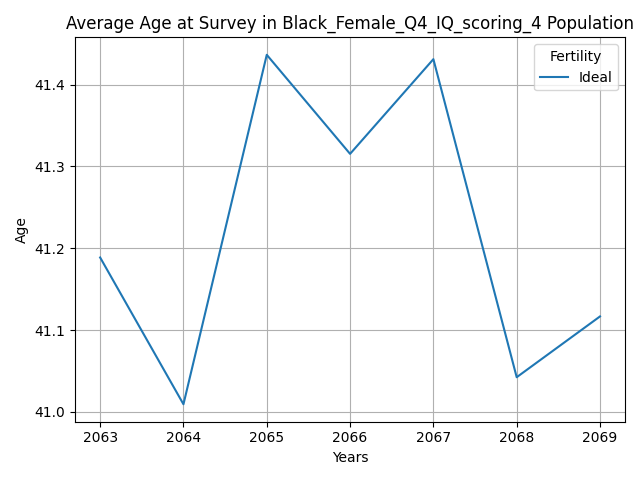 Average Age at Survey in Black_Female_Q4_IQ_scoring_4 Population
Fertility
Ideal
41.4
41.3
41.2
41.1
41.0
Age
2063 2064 2065 2066 2067 2068 2069
Years